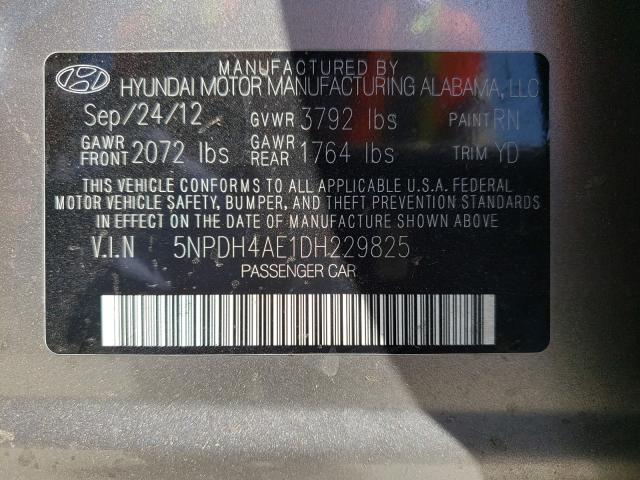 MANUFACTURED BY
HYUNDAI MOTOR MANUFACTURING ALABAMA, LLC
Sep/24/12 GVWR 3792 lbs PAINT RN
GAWR FRONT 2072 lbs GAWR REAR 1764 lbs TRIM YD
THIS VEHICLE CONFORMS TO ALL APPLICABLE U.S.A. FEDERAL
MOTOR VEHICLE SAFETY, BUMPER, AND THEFT PREVENTION STANDARDS
IN EFFECT ON THE DATE OF MANUFACTURE SHOWN ABOVE.
V.I.N 5NPDH4AE1DH229825
PASSENGER CAR